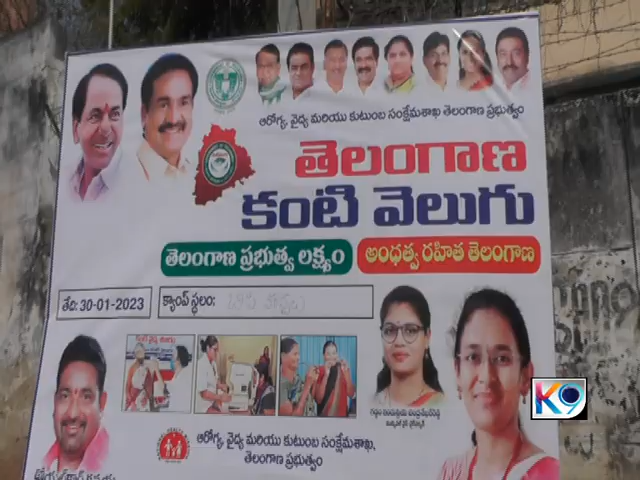 ఆరోగ్య, వైద్య మరియు కుటుంబ సంక్షేమశాఖ తెలంగాణ ప్రభుత్వం
తెలంగాణ
కంటి వెలుగు
తెలంగాణ ప్రభుత్వ లక్ష్యం
అంధత్వ రహిత తెలంగాణ
తేది: 30-01-2023
క్యాంప్ స్థలం:
K9
ఆరోగ్య, వైద్య మరియు కుటుంబ సంక్షేమశాఖ,
తెలంగాణ ప్రభుత్వం